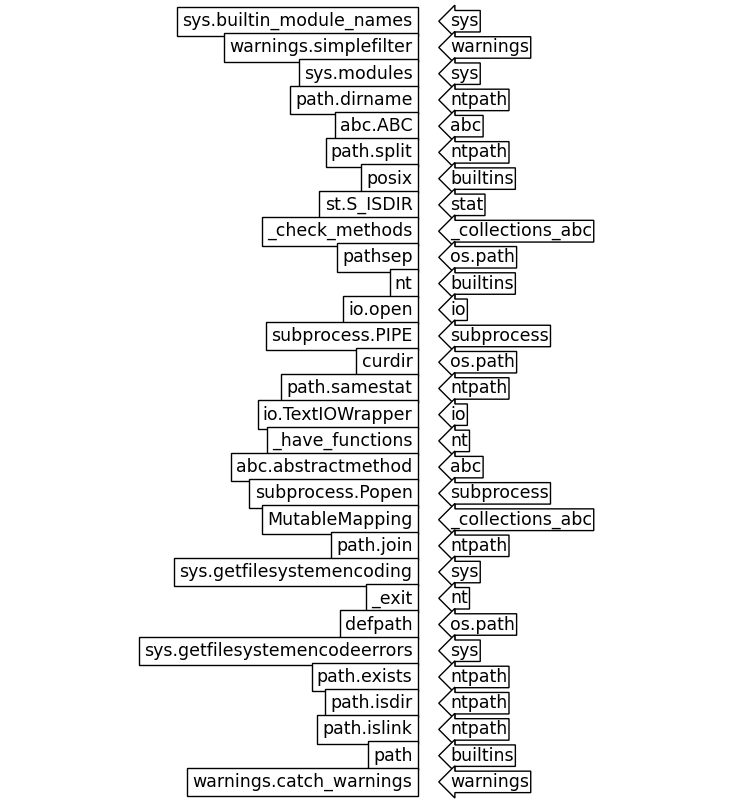 sys.builtin_module_names sys
warnings.simplefilter warnings
sys.modules sys
path.dirname ntpath
abc.ABC abc
path.split ntpath
posix builtins
st.S_ISDIR stat
_check_methods _collections_abc
pathsep os.path
nt builtins
io.open io
subprocess.PIPE subprocess
curdir os.path
path.samestat ntpath
io.TextIOWrapper io
_have_functions nt
abc.abstractmethod abc
subprocess.Popen subprocess
MutableMapping _collections_abc
path.join ntpath
sys.getfilesystemencoding sys
_exit nt
defpath os.path
sys.getfilesystemencodeerrors sys
path.exists ntpath
path.isdir ntpath
path.islink ntpath
path builtins
warnings.catch_warnings warnings